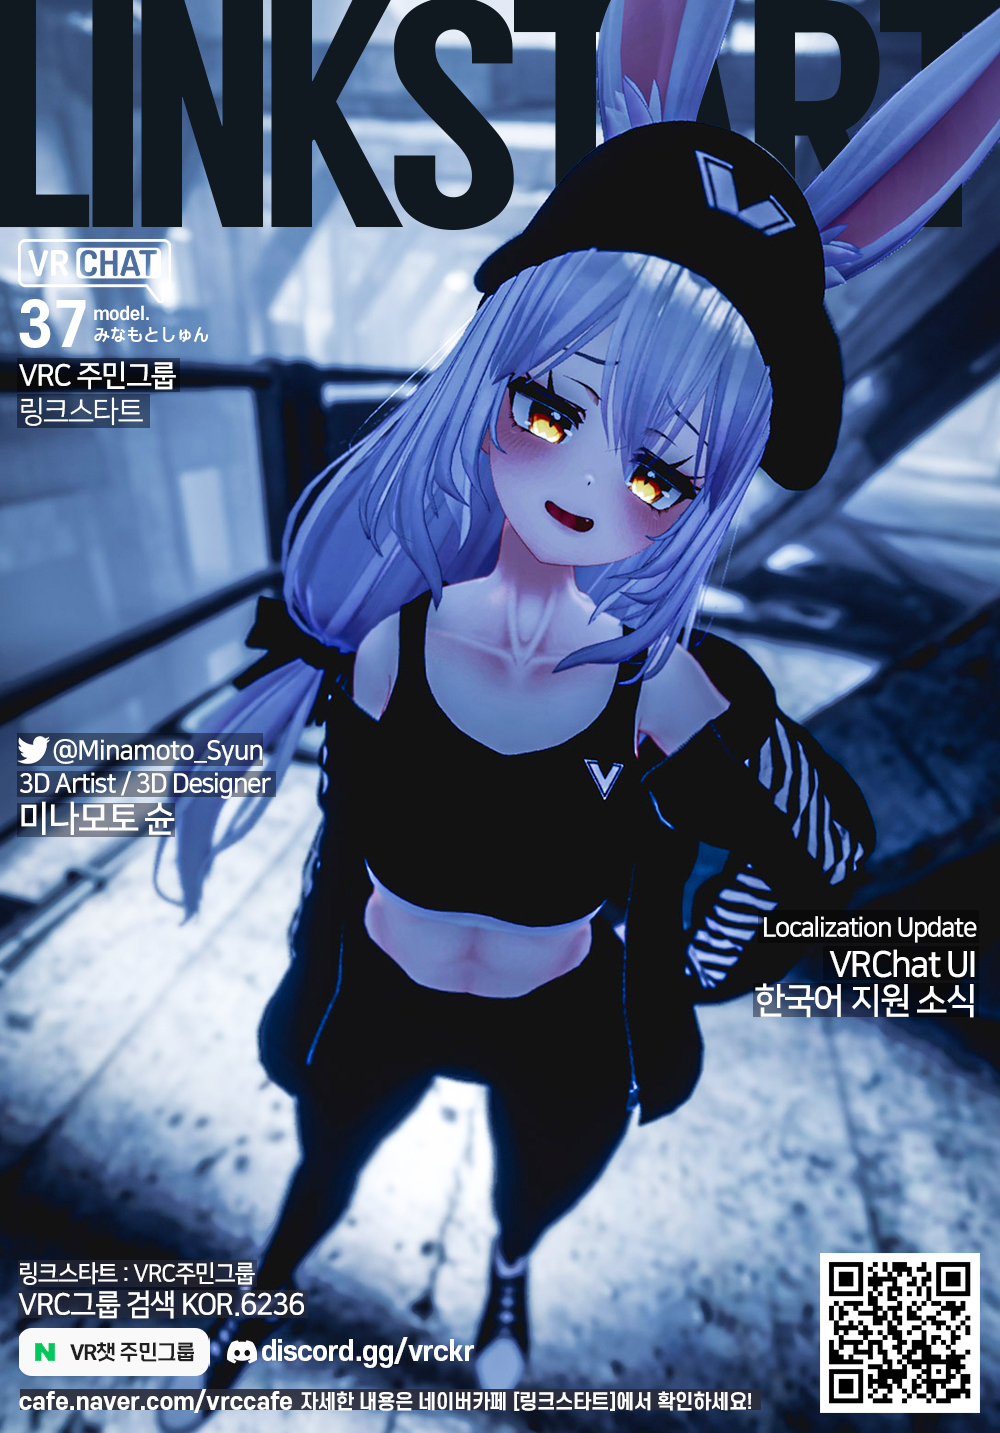 LINKSTART
VR CHAT
37 model.
みなもとしゅん
VRC 주민그룹
링크스타트
@Minamoto_Syun
3D Artist / 3D Designer
미나모토 슌
Localization Update
VRChat UI
한국어 지원 소식
링크스타트 : VRC주민그룹
VRC그룹 검색 KOR.6236
N VR챗 주민그룹 discord.gg/vrckr
cafe.naver.com/vrccafe 자세한 내용은 네이버카페 [링크스타트]에서 확인하세요!